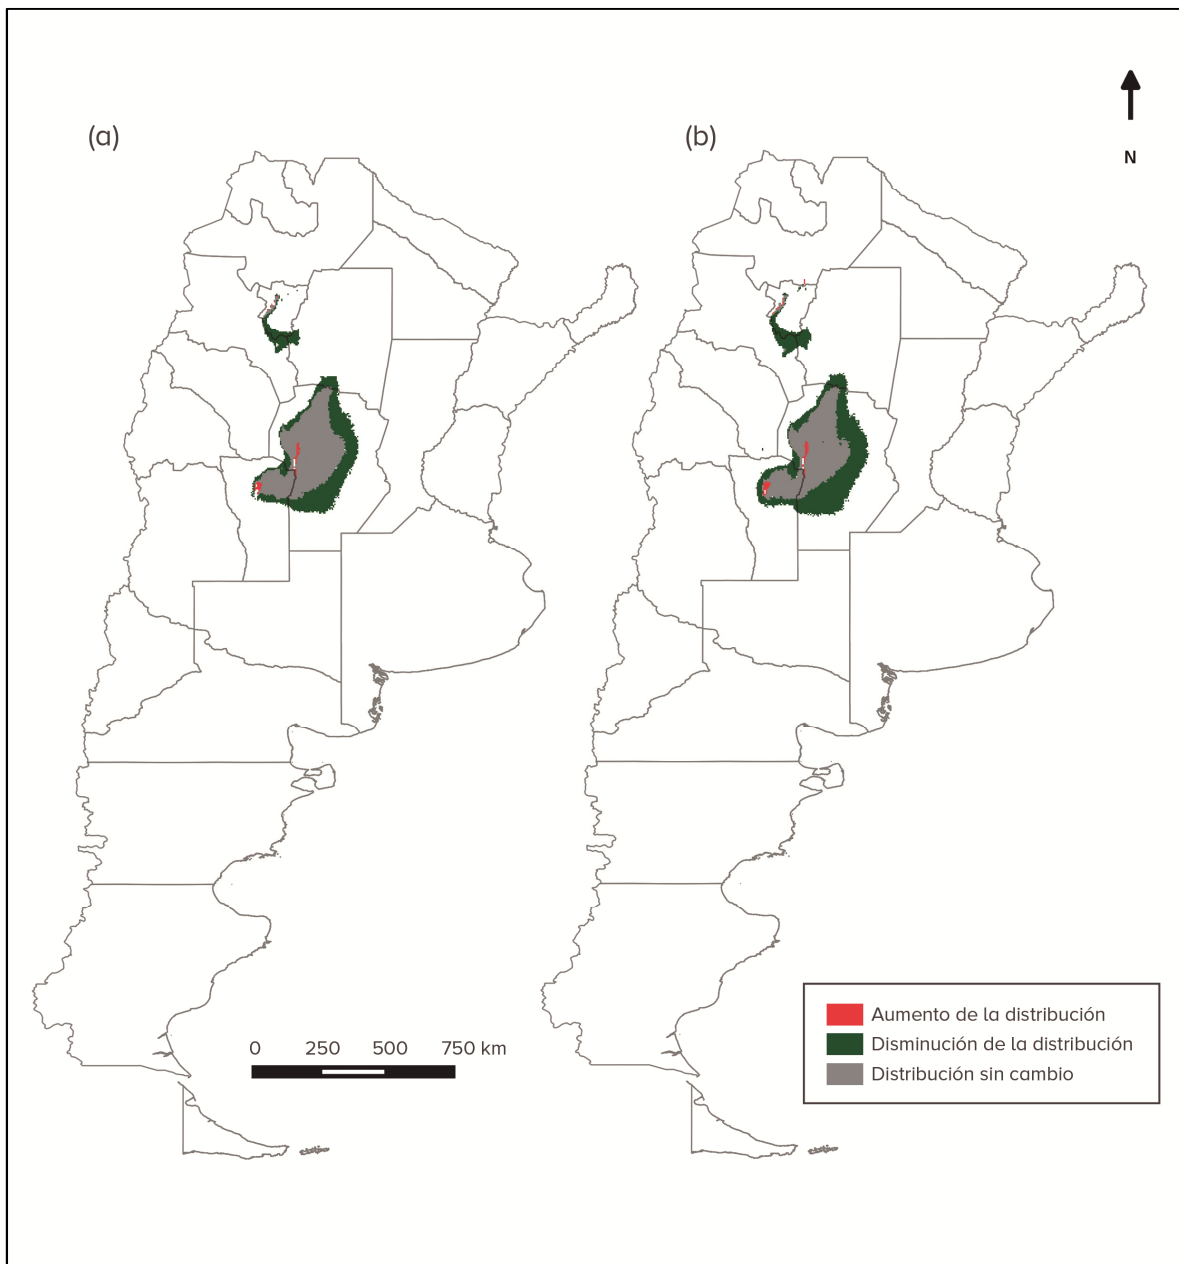 (a)
(b)
N
0 250 500 750 km
Aumento de la distribución
Disminución de la distribución
Distribución sin cambio